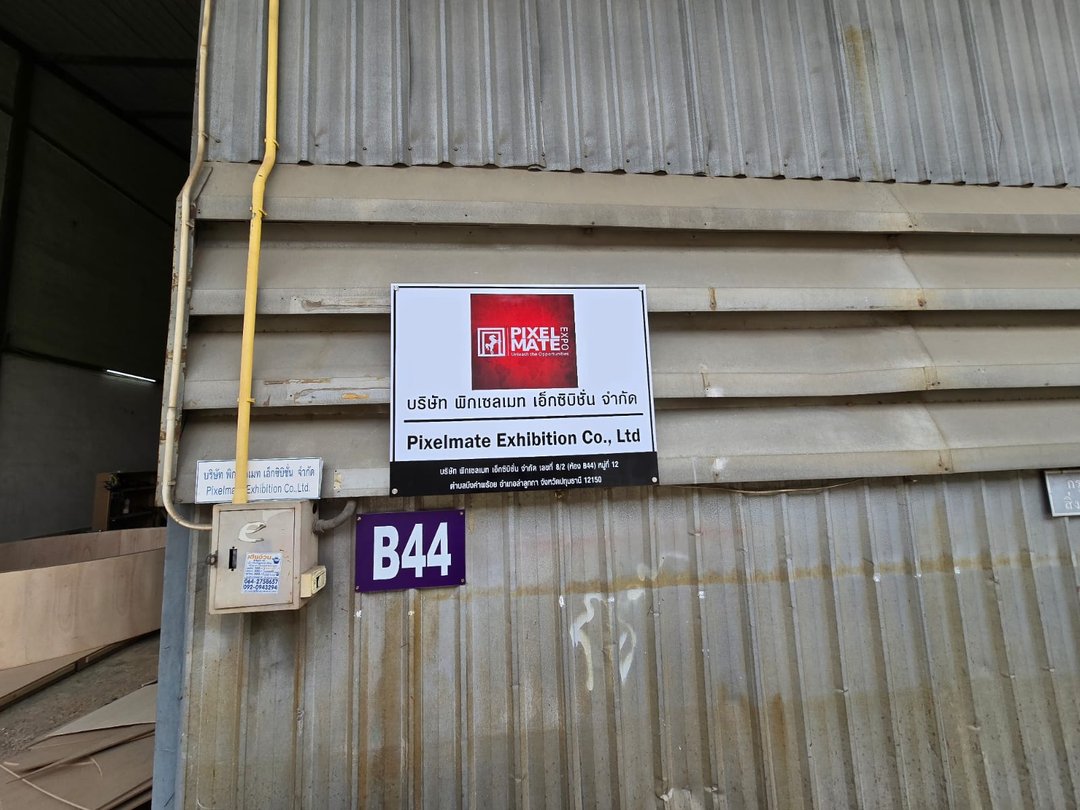 PIXEL
MATE
EXPO
Unleash the Opportunities
บริษัท พิกเซลเมท เอ็กซิบิชั่น จำกัด
Pixelmate Exhibition Co., Ltd
บริษัท พิกเซลเมท เอ็กซิบิชั่น จำกัด เลขที่ 8/2 (ห้อง B44) หมู่ที่ 12
ตำบลบึงคำพร้อย อำเภอลำลูกกา จังหวัดปทุมธานี 12150
บริษัท พิกเซลเมท เอ็กซิบิชั่น จำกัด
Pixelmate Exhibition Co.,Ltd.
B44
e
044-2758657
092-0943294